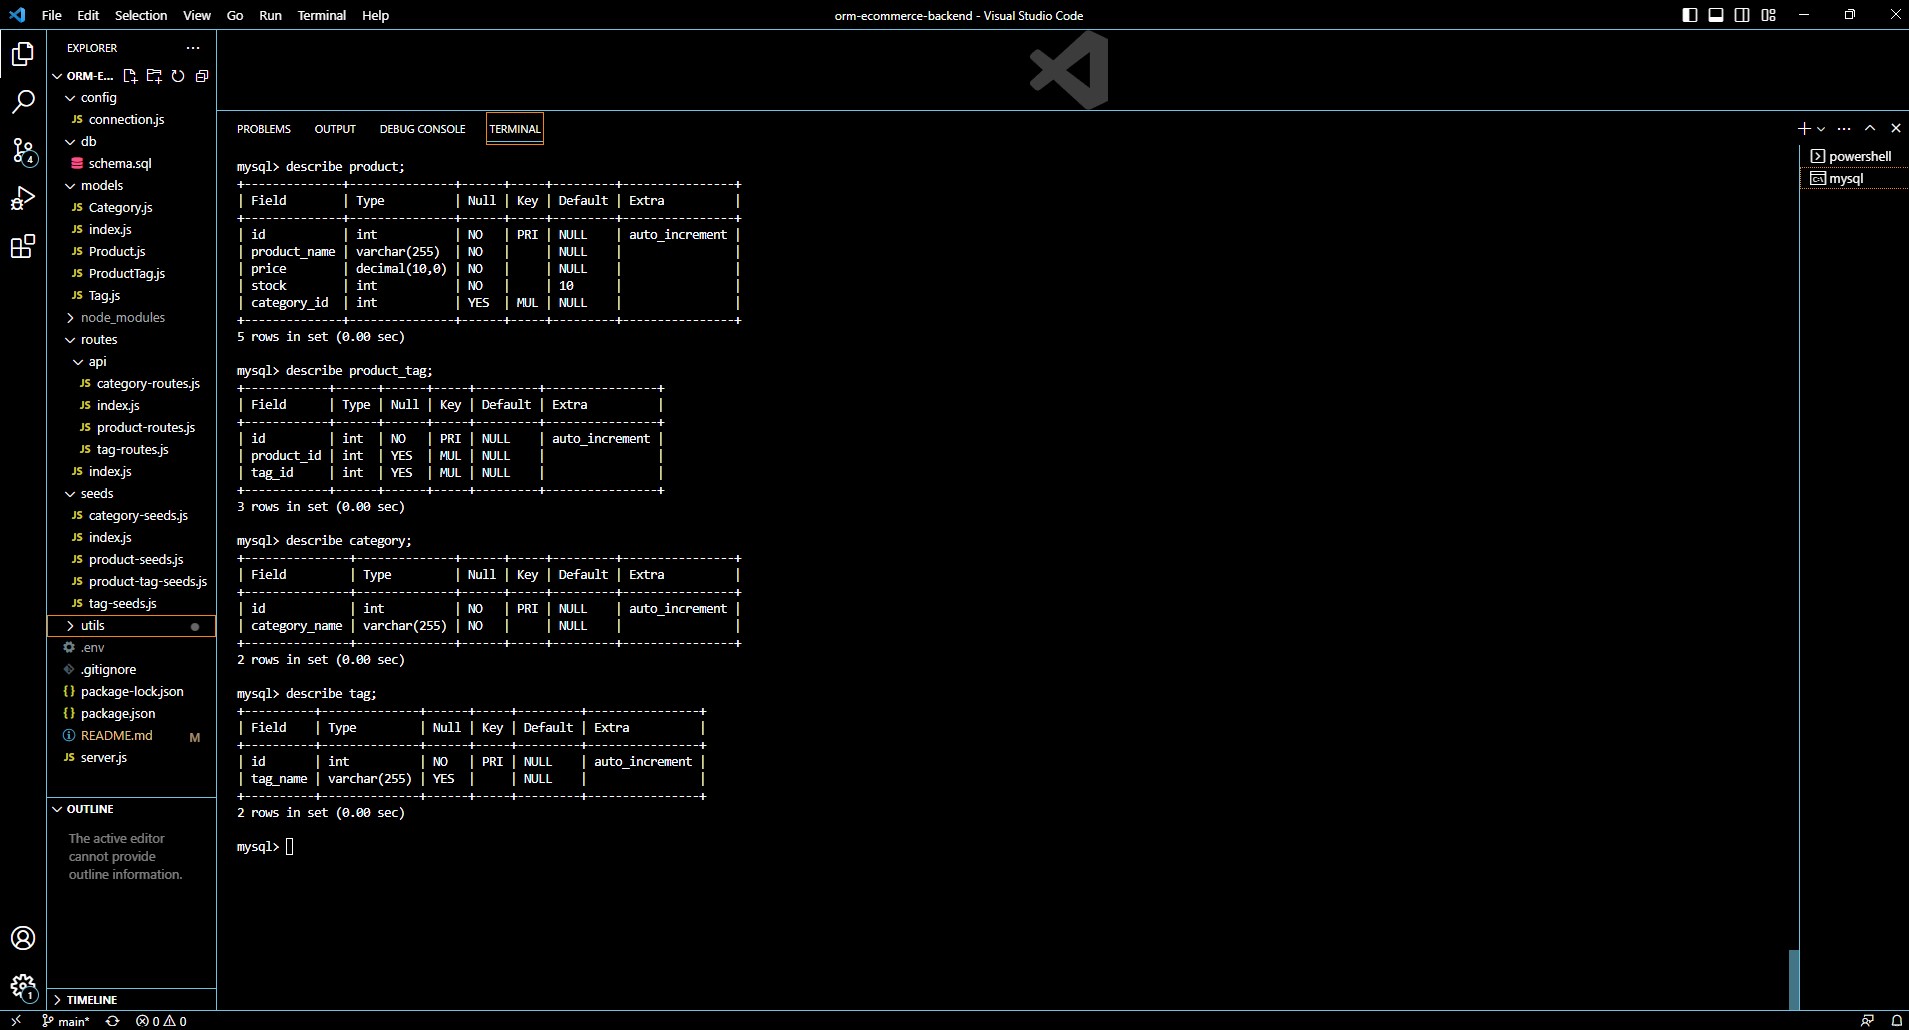 File Edit Selection View Go Run Terminal Help
orm-ecommerce-backend - Visual Studio Code
EXPLORER ...
ORM-E...
config
JS connection.js
db
schema.sql
models
JS Category.js
JS index.js
JS Product.js
JS ProductTag.js
JS Tag.js
node_modules
routes
api
JS category-routes.js
JS index.js
JS product-routes.js
JS tag-routes.js
JS index.js
seeds
JS category-seeds.js
JS index.js
JS product-seeds.js
JS product-tag-seeds.js
JS tag-seeds.js
utils
.env
.gitignore
{} package-lock.json
{} package.json
README.md M
JS server.js
OUTLINE
The active editor
cannot provide
outline information.
TIMELINE
4
1
PROBLEMS OUTPUT DEBUG CONSOLE TERMINAL
mysql> describe product;
+--------------+---------------+------+-----+---------+----------------+
| Field        | Type          | Null | Key | Default | Extra          |
+--------------+---------------+------+-----+---------+----------------+
| id           | int           | NO   | PRI | NULL    | auto_increment |
| product_name | varchar(255)  | NO   |     | NULL    |                |
| price        | decimal(10,0) | NO   |     | NULL    |                |
| stock        | int           | NO   |     | 10      |                |
| category_id  | int           | YES  | MUL | NULL    |                |
+--------------+---------------+------+-----+---------+----------------+
5 rows in set (0.00 sec)
mysql> describe product_tag;
+------------+------+------+-----+---------+----------------+
| Field      | Type | Null | Key | Default | Extra          |
+------------+------+------+-----+---------+----------------+
| id         | int  | NO   | PRI | NULL    | auto_increment |
| product_id | int  | YES  | MUL | NULL    |                |
| tag_id     | int  | YES  | MUL | NULL    |                |
+------------+------+------+-----+---------+----------------+
3 rows in set (0.00 sec)
mysql> describe category;
+---------------+--------------+------+-----+---------+----------------+
| Field         | Type         | Null | Key | Default | Extra          |
+---------------+--------------+------+-----+---------+----------------+
| id            | int          | NO   | PRI | NULL    | auto_increment |
| category_name | varchar(255) | NO   |     | NULL    |                |
+---------------+--------------+------+-----+---------+----------------+
2 rows in set (0.00 sec)
mysql> describe tag;
+----------+--------------+------+-----+---------+----------------+
| Field    | Type         | Null | Key | Default | Extra          |
+----------+--------------+------+-----+---------+----------------+
| id       | int          | NO   | PRI | NULL    | auto_increment |
| tag_name | varchar(255) | YES  |     | NULL    |                |
+----------+--------------+------+-----+---------+----------------+
2 rows in set (0.00 sec)
mysql>
powershell
mysql
main* 0 0